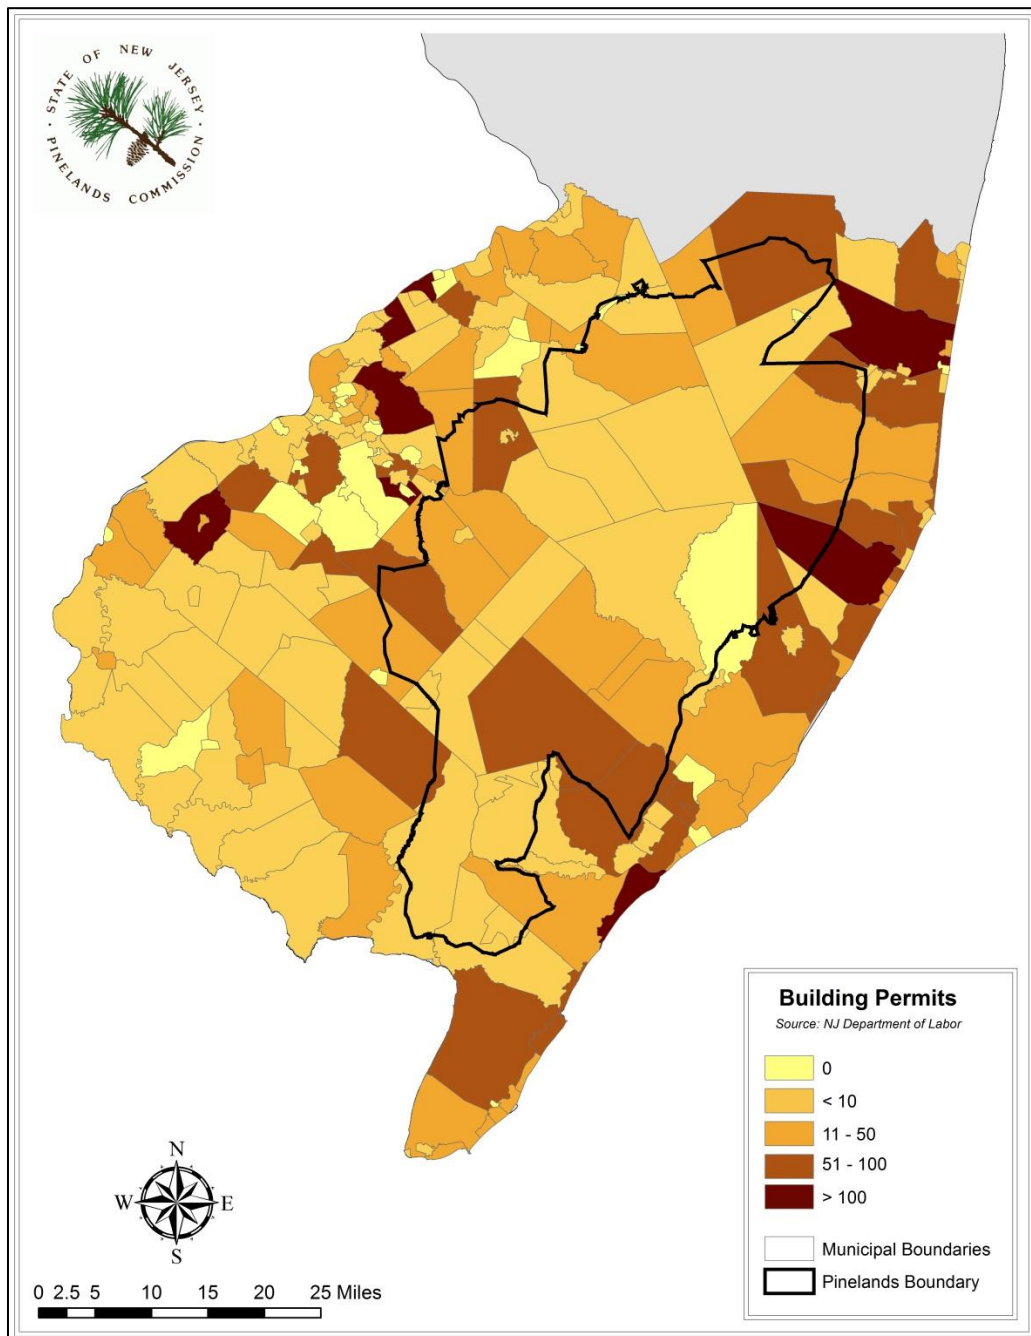 · STATE OF NEW JERSEY ·
PINELANDS COMMISSION
Building Permits
Source: NJ Department of Labor
0
< 10
11 - 50
51 - 100
> 100
Municipal Boundaries
Pinelands Boundary
N
W E
S
0 2.5 5 10 15 20 25 Miles